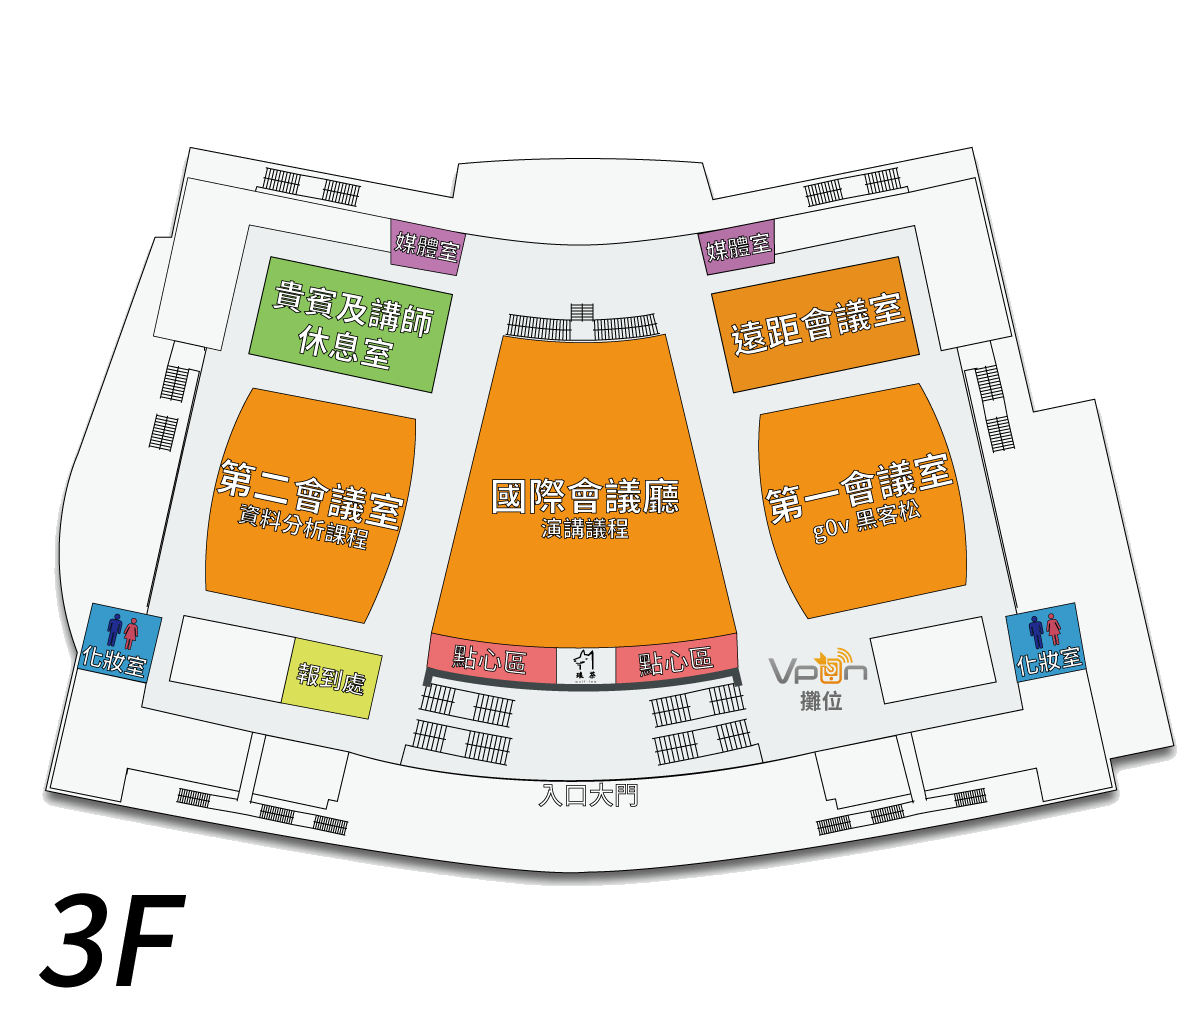 媒體室
媒體室
貴賓及講師
休息室
遠距會議室
第二會議室
資料分析課程
國際會議廳
演講議程
第一會議室
g0v 黑客松
化妝室
報到處
點心區
點心區
Vpon
攤位
化妝室
入口大門
3F